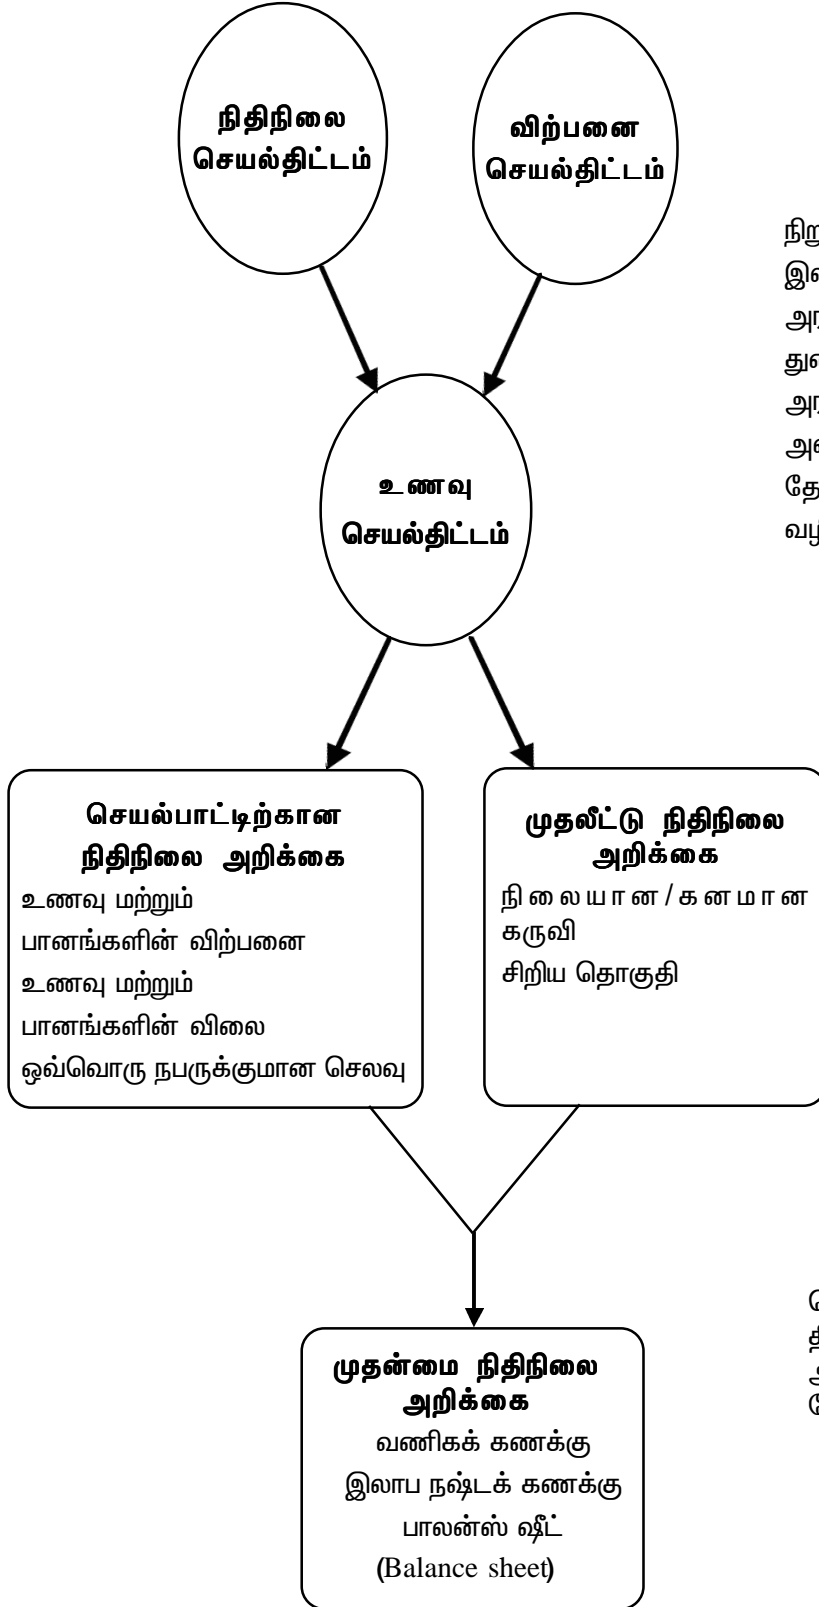 நிதிநிலை
செயல்திட்டம்
விற்பனை
செயல்திட்டம்
உணவு
செயல்திட்டம்
செயல்பாட்டிற்கான
நிதிநிலை அறிக்கை
உணவு மற்றும்
பானங்களின் விற்பனை
உணவு மற்றும்
பானங்களின் விலை
ஒவ்வொரு நபருக்குமான செலவு
முதலீட்டு நிதிநிலை
அறிக்கை
நிலையான/கனமான
கருவி
சிறிய தொகுதி
முதன்மை நிதிநிலை
அறிக்கை
வணிகக் கணக்கு
இலாப நஷ்டக் கணக்கு
பாலன்ஸ் ஷீட்
(Balance sheet)